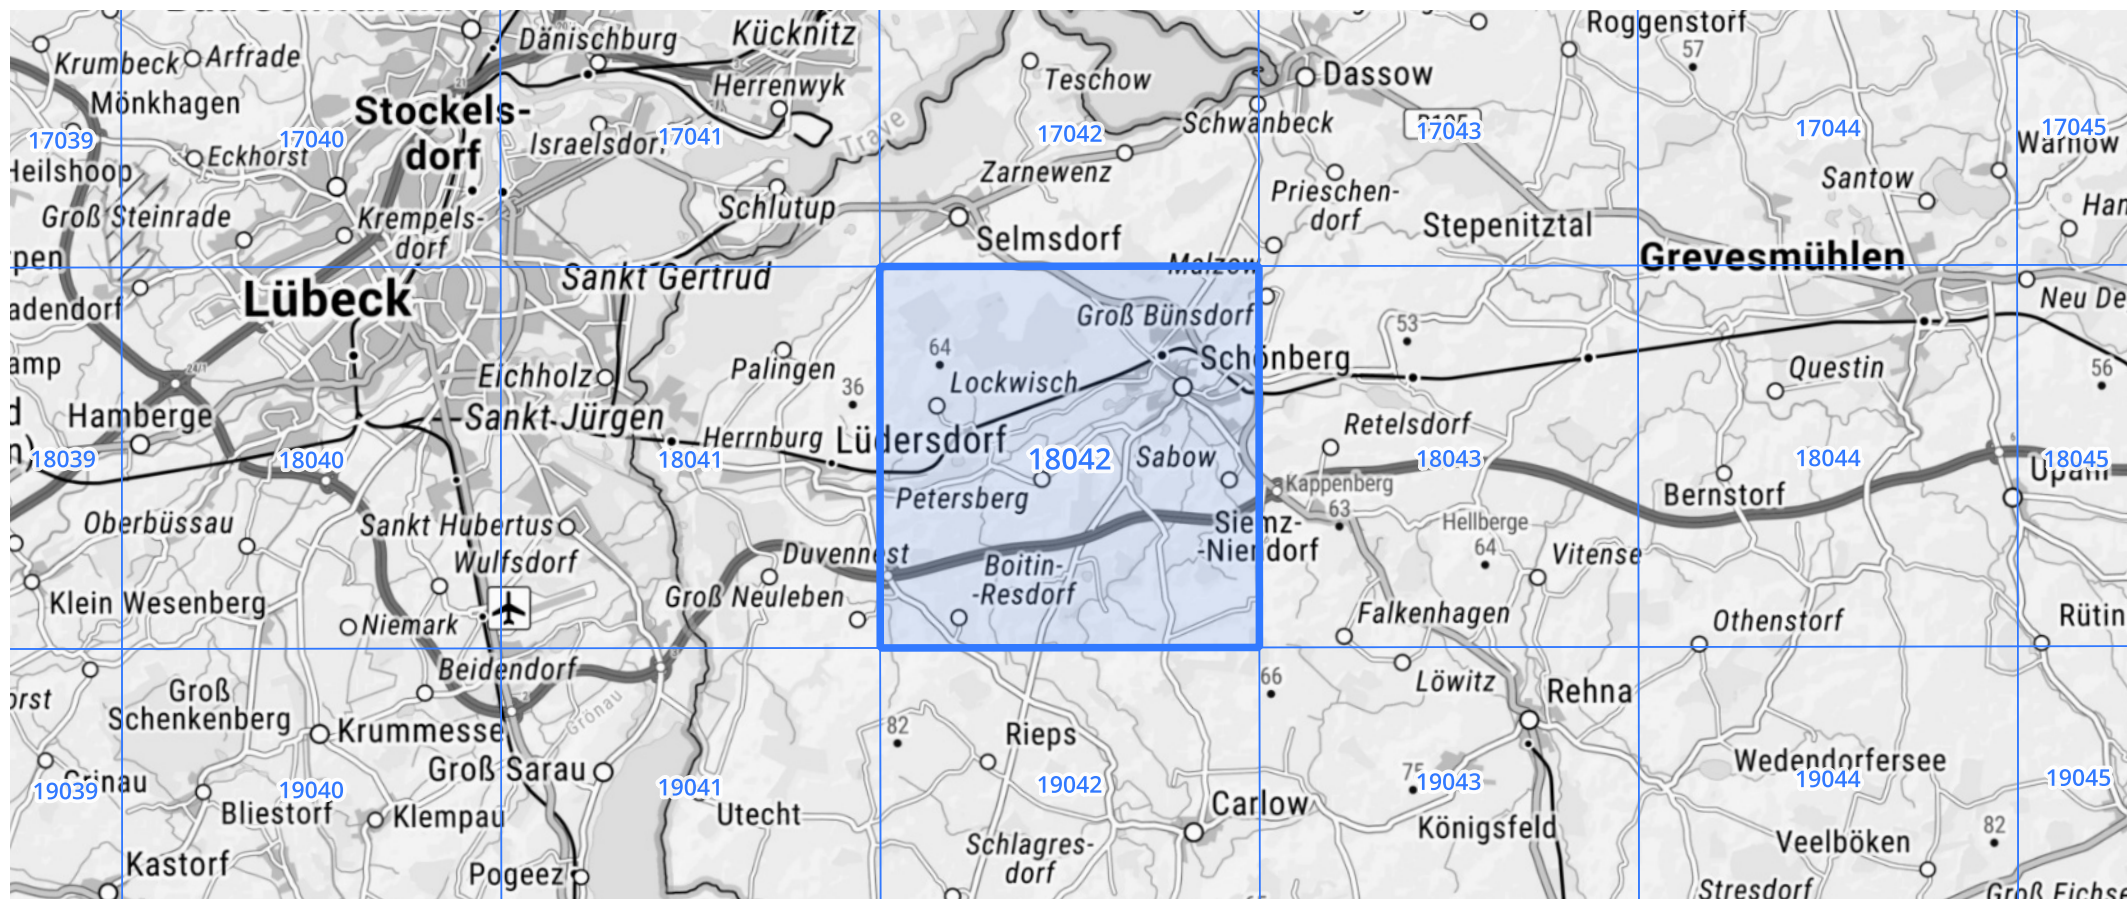 Dänischburg
Kücknitz
Roggenstorf
57
Krumbeck
Arfrade
Teschow
Dassow
Herrenwyk
Mönkhagen
Stockels-
dorf
Trave
Schwanbeck
17039
17040
17041
17042
17043
17044
17045
Warnow
Eckhorst
Heilshoop
Zarnewenz
Santow
Prieschen-
dorf
Groß Steinrade
Krempels-
dorf
Schlutup
Selmsdorf
Stepenitztal
Grevesmühlen
Malzow
Sankt Gertrud
Lübeck
Groß Bünsdorf
53
64
Palingen
Schönberg
Questin
56
Eichholz
Lockwisch
36
Hamberge
Sankt Jürgen
Herrnburg
Lüdersdorf
Retelsdorf
18039
18040
18041
18042
Sabow
18043
18044
18045
Upahl
Petersberg
Kappenberg
63
Bernstorf
Oberbüssau
Sankt Hubertus
Siemz-
-Niendorf
Hellberge
64
Wulfsdorf
Duvennest
Boitin-
-Resdorf
Vitense
Klein Wesenberg
Groß Neuleben
Niemark
Falkenhagen
Othenstorf
Beidendorf
66
Löwitz
Rehna
Groß
Schenkenberg
Grönau
Krummesse
82
Rieps
Wedendorfersee
Groß Sarau
75
Grinau
19039
19040
19041
19042
19043
19044
19045
Bliestorf
Klempau
Utecht
Carlow
Königsfeld
82
Veelböken
Schlagres-
dorf
Kastorf
Pogeez
Stresdorf